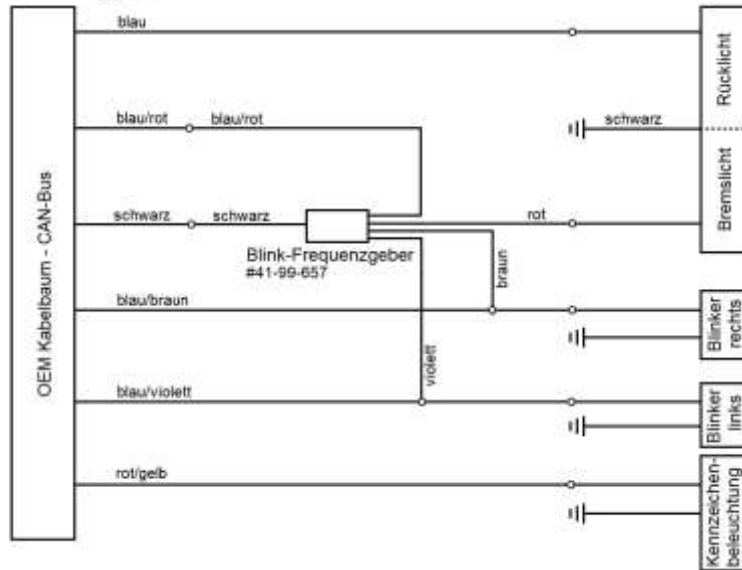 OEM Kabelbaum - CAN-Bus
blau
Rücklicht
blau/rot
blau/rot
schwarz
Bremslicht
schwarz
schwarz
rot
Blink-Frequenzgeber
#41-99-657
braun
blau/braun
Blinker
rechts
violett
blau/violett
Blinker
links
rot/gelb
Kennzeichen-
beleuchtung